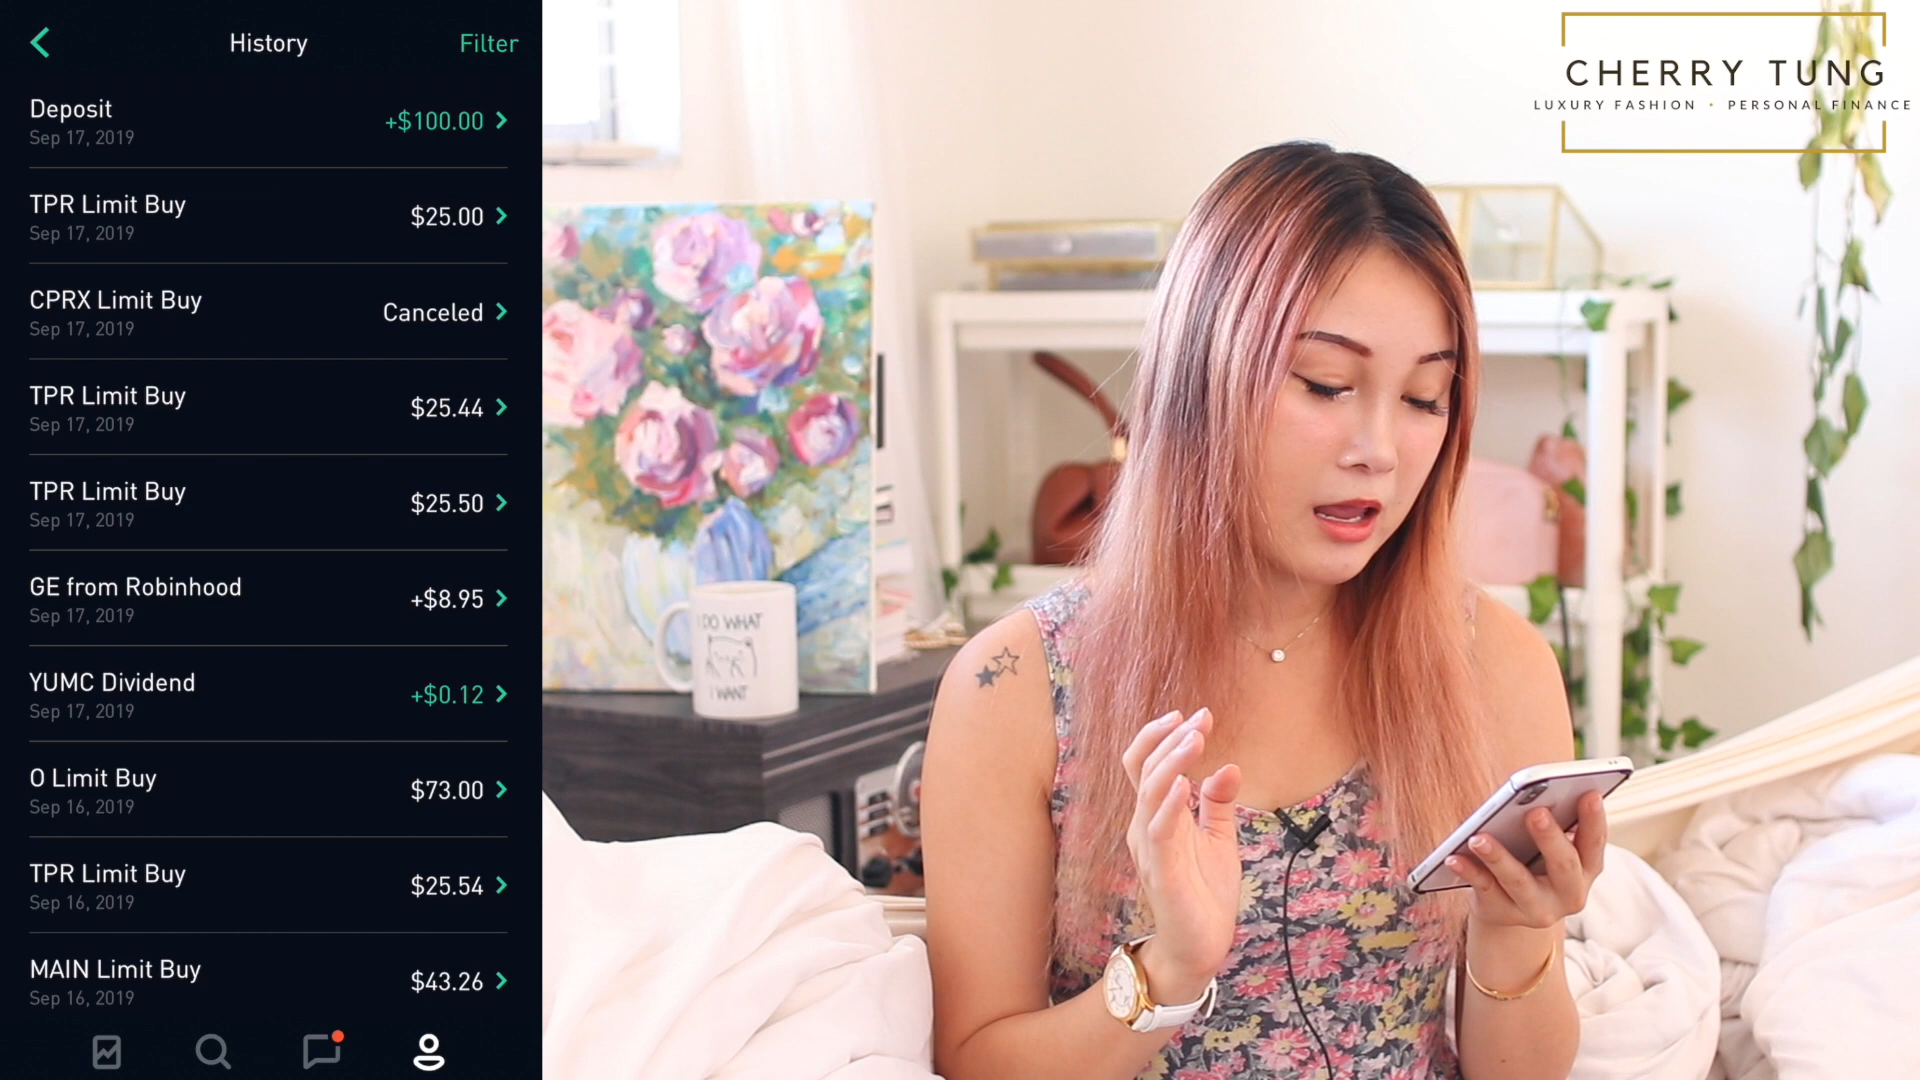 History
Filter
Deposit
Sep 17, 2019
+$100.00
TPR Limit Buy
Sep 17, 2019
$25.00
CPRX Limit Buy
Sep 17, 2019
Canceled
TPR Limit Buy
Sep 17, 2019
$25.44
TPR Limit Buy
Sep 17, 2019
$25.50
GE from Robinhood
Sep 17, 2019
+$8.95
YUMC Dividend
Sep 17, 2019
+$0.12
O Limit Buy
Sep 16, 2019
$73.00
TPR Limit Buy
Sep 16, 2019
$25.54
MAIN Limit Buy
Sep 16, 2019
$43.26
CHERRY TUNG
LUXURY FASHION • PERSONAL FINANCE
I DO WHAT
I WANT